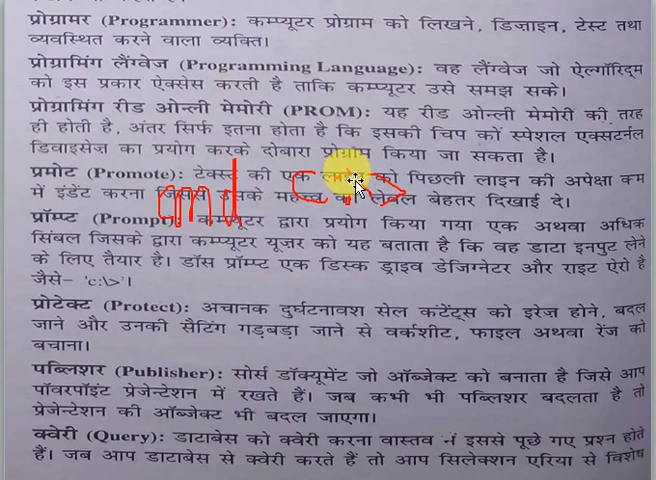 प्रोग्रामर (Programmer): कम्प्यूटर प्रोग्राम को लिखने, डिज़ाइन, टेस्ट तथा
व्यवस्थित करने वाला व्यक्ति।
प्रोग्रामिंग लैंग्वेज (Programming Language): वह लैंग्वेज जो ऐल्गॉरिद्म
को इस प्रकार ऐक्सेस करती है ताकि कम्प्यूटर उसे समझ सके।
प्रोग्रामिंग रीड ओन्ली मेमोरी (PROM): यह रीड ओन्ली मेमोरी की तरह
ही होती है, अंतर सिर्फ इतना होता है कि इसकी चिप कों स्पेशल एक्सटर्नल
डिवाइसेज़ का प्रयोग करके दोबारा प्रोग्राम किया जा सकता है।
प्रमोट (Promote): टेक्स्ट की एक को पिछली लाइन की अपेक्षा कम
में इंडेंट करना जिससे उसके महत्त्व का लेवल बेहतर दिखाई दे।
cmd
प्रॉम्प्ट (Prompt): कम्प्यूटर द्वारा प्रयोग किया गया एक अथवा अधिक
सिंबल जिसके द्वारा कम्प्यूटर यूज़र को यह बताता है कि वह डाटा इनपुट लेने
के लिए तैयार है। डॉस प्रॉम्प्ट एक डिस्क ड्राइव डेजिग्नेटर और राइट ऐरो है
जैसे– 'c:\>'।
प्रोटेक्ट (Protect): अचानक दुर्घटनावश सेल कंटेंट्स को इरेज़ होने, बदल
जाने और उनकी सैटिंग गड़बड़ा जाने से वर्कशीट, फाइल अथवा रेंज को
बचाना।
पब्लिशर (Publisher): सोर्स डॉक्यूमेंट जो ऑब्जेक्ट को बनाता है जिसे आप
पॉवरपॉइंट प्रेजेन्टेशन में रखते हैं। जब कभी भी पब्लिशर बदलता है तो
प्रेजेन्टेशन की ऑब्जेक्ट भी बदल जाएगा।
क्वेरी (Query): डाटाबेस को क्वेरी करना वास्तव में इससे पूछे गए प्रश्न होते
हैं। जब आप डाटाबेस से क्वेरी करते हैं तो आप सिलेक्शन एरिया से विशेष